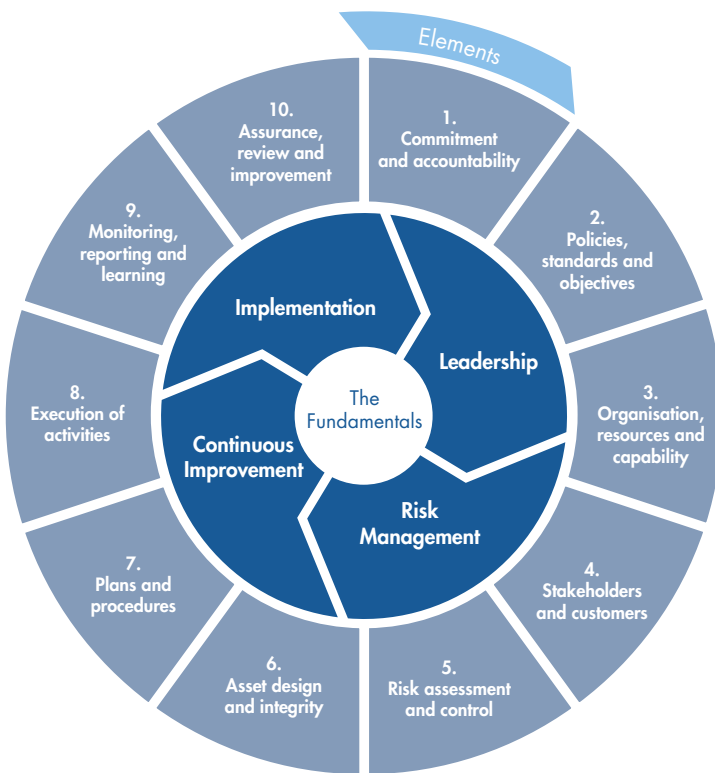 Elements
1.
Commitment
and accountability
2.
Policies,
standards and
objectives
3.
Organisation,
resources and
capability
4.
Stakeholders
and customers
5.
Risk assessment
and control
6.
Asset design
and integrity
7.
Plans and
procedures
8.
Execution of
activities
9.
Monitoring,
reporting and
learning
10.
Assurance,
review and
improvement
Implementation
Leadership
Risk
Management
Continuous
Improvement
The
Fundamentals